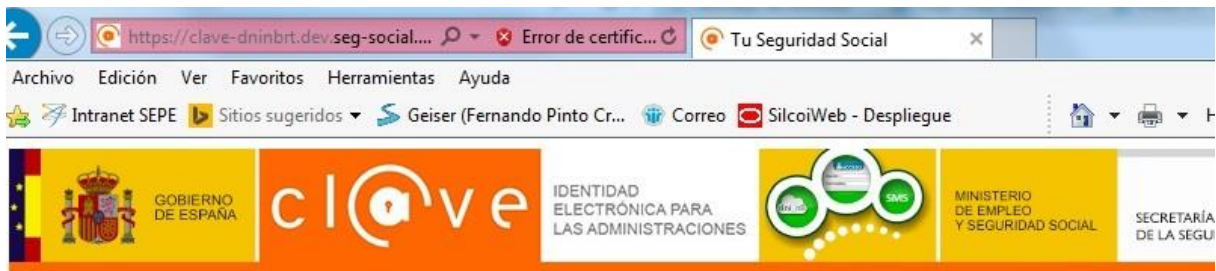 https://clave-dninbrt.dev.seg-social.... Error de certific... Tu Seguridad Social
Archivo Edición Ver Favoritos Herramientas Ayuda
Intranet SEPE Sitios sugeridos Geiser (Fernando Pinto Cr... Correo SilcoiWeb - Despliegue
GOBIERNO
DE ESPAÑA
cl@ve
IDENTIDAD
ELECTRÓNICA PARA
LAS ADMINISTRACIONES
SMS
MINISTERIO
DE EMPLEO
Y SEGURIDAD SOCIAL
SECRETARÍA
DE LA SEGU